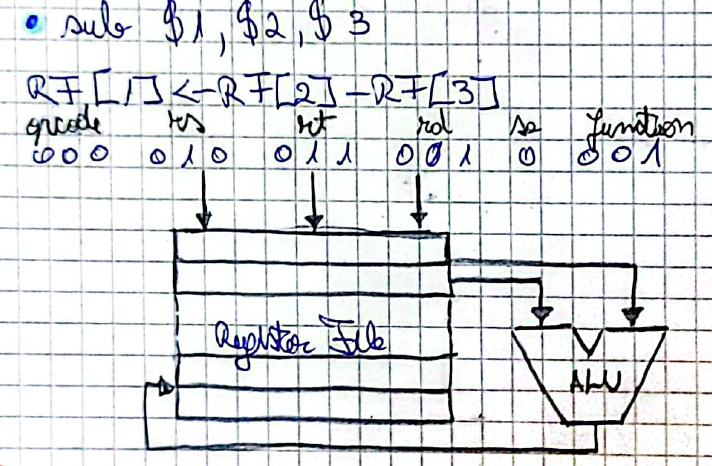 • sub $1, $2, $3
RF[1] <- RF[2] - RF[3]
opcode rs rt rd sa function
000 010 011 001 0 001
Register File
ALU